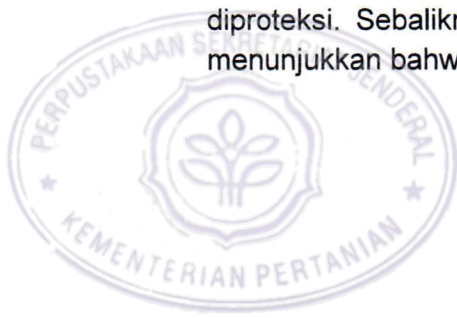 diproteksi. Sebalikn
menunjukkan bahw
PERPUSTAKAAN SEKRETARIAT JENDERAL
KEMENTERIAN PERTANIAN